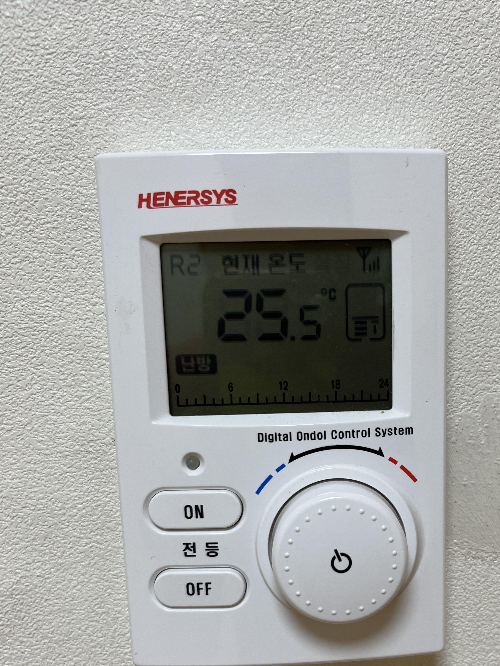 HENERSYS
R2 현재 온도
25.5 °C
난방
0 6 12 18 24
Digital Ondol Control System
ON
전등
OFF